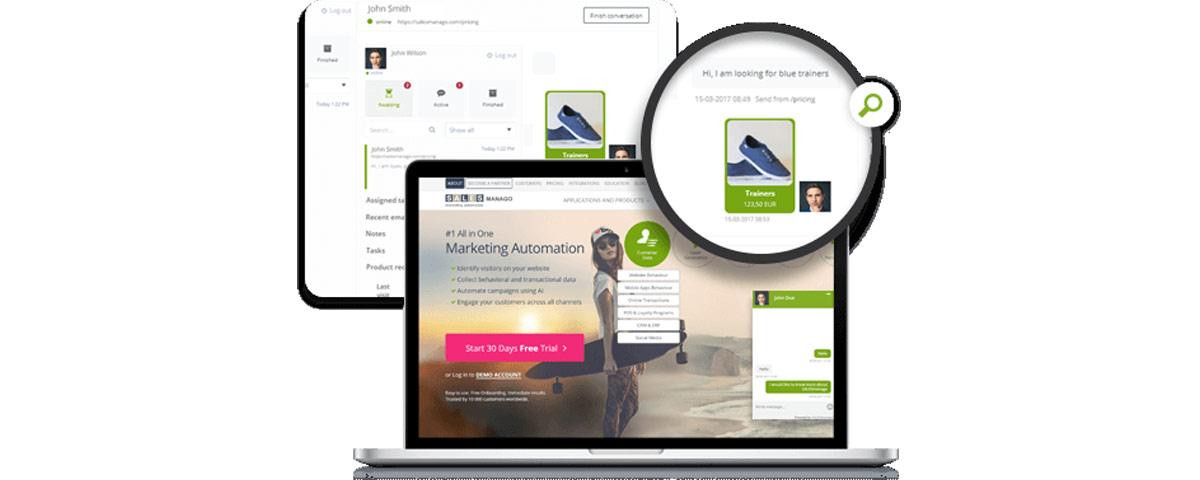 Log out
Finished
Today 1:22 PM
John Smith
online https://salesmanago.com/pricing
Finish conversation
John Wilson
online
Log out
2
1
Awaiting
Active
Finished
Search...
Show all
John Smith
Today 1:22 PM
https://salesmanago.com/pricing
Assigned ta
Recent ema
Notes
Tasks
Product rec
Last
visit
Trainers
Hi, I am looking for blue trainers
15-03-2017 08:49 Send from /pricing
Trainers
123,50 EUR
15-03-2017 08:53
ABOUT BECOME A PARTNER CUSTOMERS PRICING INTEGRATIONS EDUCATION
SALES MANAGO
APPLICATIONS AND PRODUCTS
#1 All in One
Marketing Automation
Identify visitors on your website
Collect behavioral and transactional data
Automate campaigns using AI
Engage your customers across all channels
Start 30 Days Free Trial
or Log in to DEMO ACCOUNT
Easy to use. Free Onboarding. Immediate results.
Trusted by 10 000 customers worldwide.
Customer
Data
Website Behaviour
Mobile Apps Behaviour
Online Transactions
POS & Loyalty Programs
CRM & ERP
Social Media
John Doe
Hello
Hello
I would like to know more about
SALESmanago
Write message...